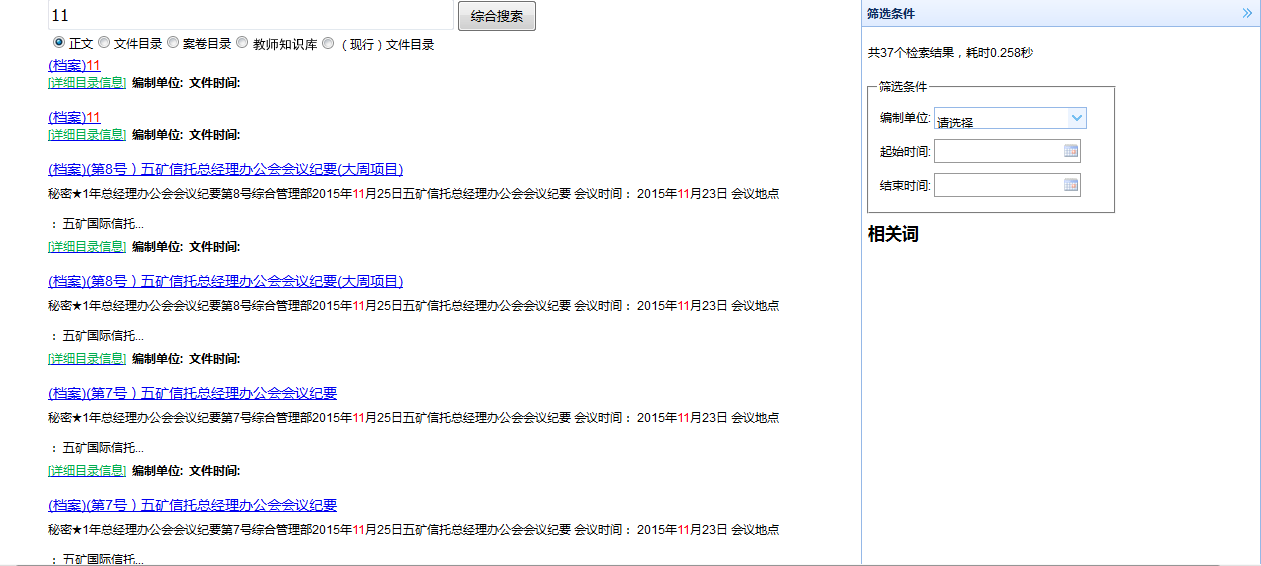 11 综合搜索
正文 文件目录 案卷目录 教师知识库 （现行）文件目录
(档案)11
[详细目录信息] 编制单位: 文件时间:
(档案)11
[详细目录信息] 编制单位: 文件时间:
(档案)(第8号）五矿信托总经理办公会会议纪要(大周项目)
秘密★1年总经理办公会会议纪要第8号综合管理部2015年11月25日五矿信托总经理办公会会议纪要 会议时间： 2015年11月23日 会议地点
：五矿国际信托...
[详细目录信息] 编制单位: 文件时间:
(档案)(第8号）五矿信托总经理办公会会议纪要(大周项目)
秘密★1年总经理办公会会议纪要第8号综合管理部2015年11月25日五矿信托总经理办公会会议纪要 会议时间： 2015年11月23日 会议地点
：五矿国际信托...
[详细目录信息] 编制单位: 文件时间:
(档案)(第7号）五矿信托总经理办公会会议纪要
秘密★1年总经理办公会会议纪要第7号综合管理部2015年11月25日五矿信托总经理办公会会议纪要 会议时间： 2015年11月23日 会议地点
：五矿国际信托...
[详细目录信息] 编制单位: 文件时间:
(档案)(第7号）五矿信托总经理办公会会议纪要
秘密★1年总经理办公会会议纪要第7号综合管理部2015年11月25日五矿信托总经理办公会会议纪要 会议时间： 2015年11月23日 会议地点
：五矿国际信托...
筛选条件
共37个检索结果，耗时0.258秒
筛选条件
编制单位: 请选择
起始时间:
结束时间:
相关词